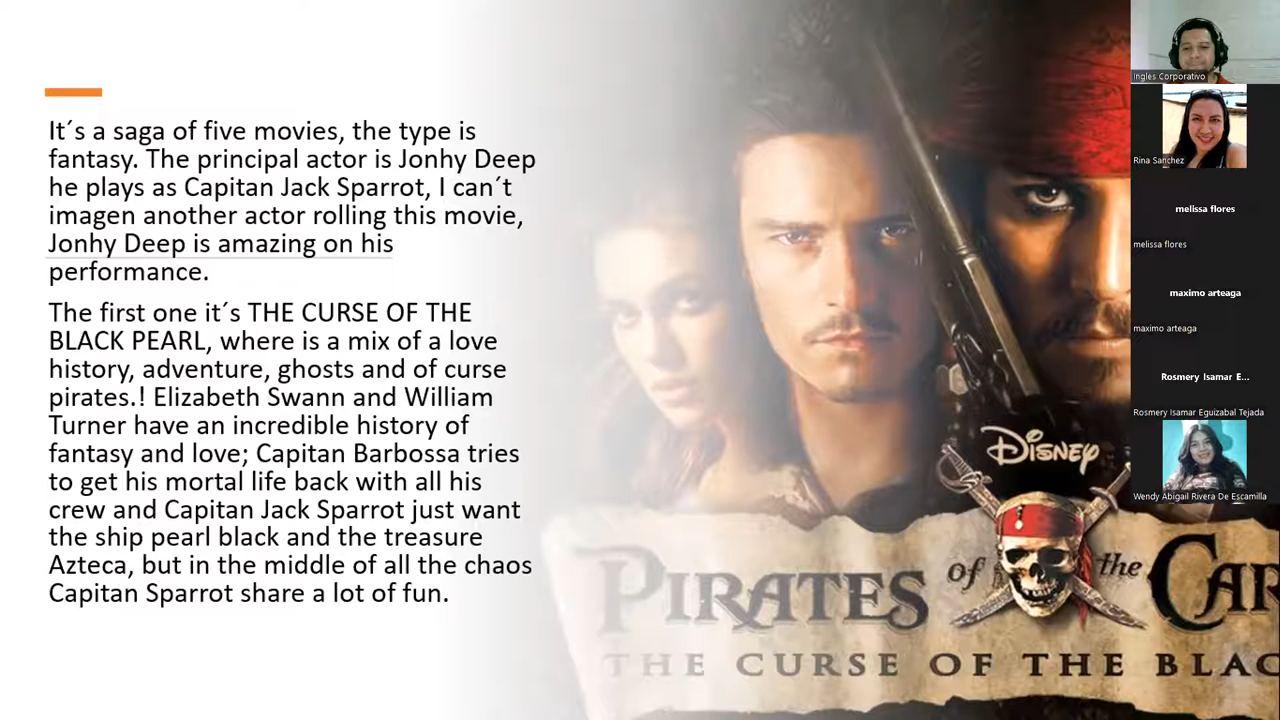 It´s a saga of five movies, the type is
fantasy. The principal actor is Jonhy Deep
he plays as Capitan Jack Sparrot, I can´t
imagen another actor rolling this movie,
Jonhy Deep is amazing on his
performance.
The first one it´s THE CURSE OF THE
BLACK PEARL, where is a mix of a love
history, adventure, ghosts and of curse
pirates.! Elizabeth Swann and William
Turner have an incredible history of
fantasy and love; Capitan Barbossa tries
to get his mortal life back with all his
crew and Capitan Jack Sparrot just want
the ship pearl black and the treasure
Azteca, but in the middle of all the chaos
Capitan Sparrot share a lot of fun.
DISNEY
PIRATES of the CAR
THE CURSE OF THE BLAC
Ingles Corporativo
Rina Sanchez
melissa flores
melissa flores
maximo arteaga
maximo arteaga
Rosmery Isamar E...
Rosmery Isamar Eguizabal Tejada
Wendy Abigail Rivera De Escamilla